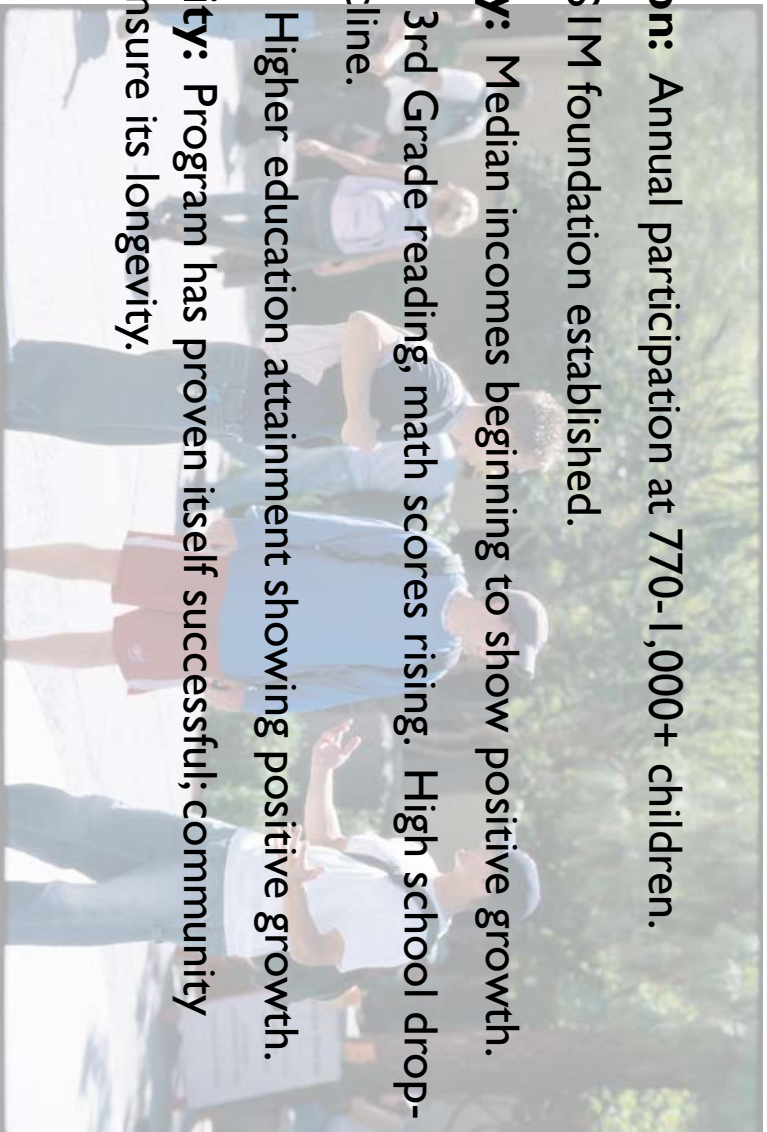 on: Annual participation at 770-1,000+ children.
SIM foundation established.
y: Median incomes beginning to show positive growth.
3rd Grade reading, math scores rising. High school drop-
cline.
Higher education attainment showing positive growth.
ity: Program has proven itself successful; community
nsure its longevity.